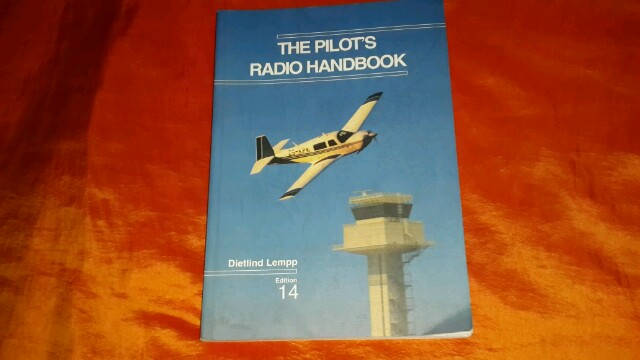 THE PILOT'S
RADIO HANDBOOK
Dietlind Lempp
Edition
14